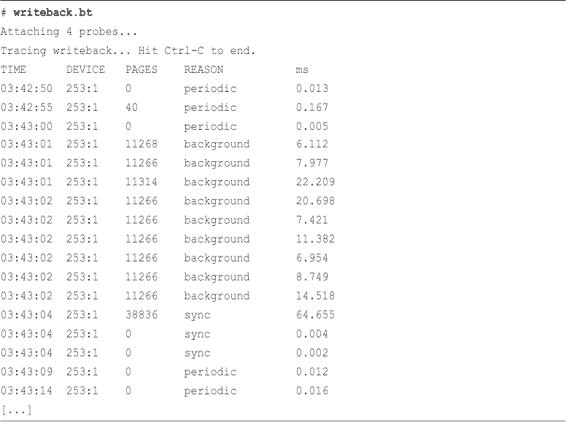 # writeback.bt
Attaching 4 probes...
Tracing writeback... Hit Ctrl-C to end.
TIME DEVICE PAGES REASON ms
03:42:50 253:1 0 periodic 0.013
03:42:55 253:1 40 periodic 0.167
03:43:00 253:1 0 periodic 0.005
03:43:01 253:1 11268 background 6.112
03:43:01 253:1 11266 background 7.977
03:43:01 253:1 11314 background 22.209
03:43:02 253:1 11266 background 20.698
03:43:02 253:1 11266 background 7.421
03:43:02 253:1 11266 background 11.382
03:43:02 253:1 11266 background 6.954
03:43:02 253:1 11266 background 8.749
03:43:02 253:1 11266 background 14.518
03:43:04 253:1 38836 sync 64.655
03:43:04 253:1 0 sync 0.004
03:43:04 253:1 0 sync 0.002
03:43:09 253:1 0 periodic 0.012
03:43:14 253:1 0 periodic 0.016
[...]